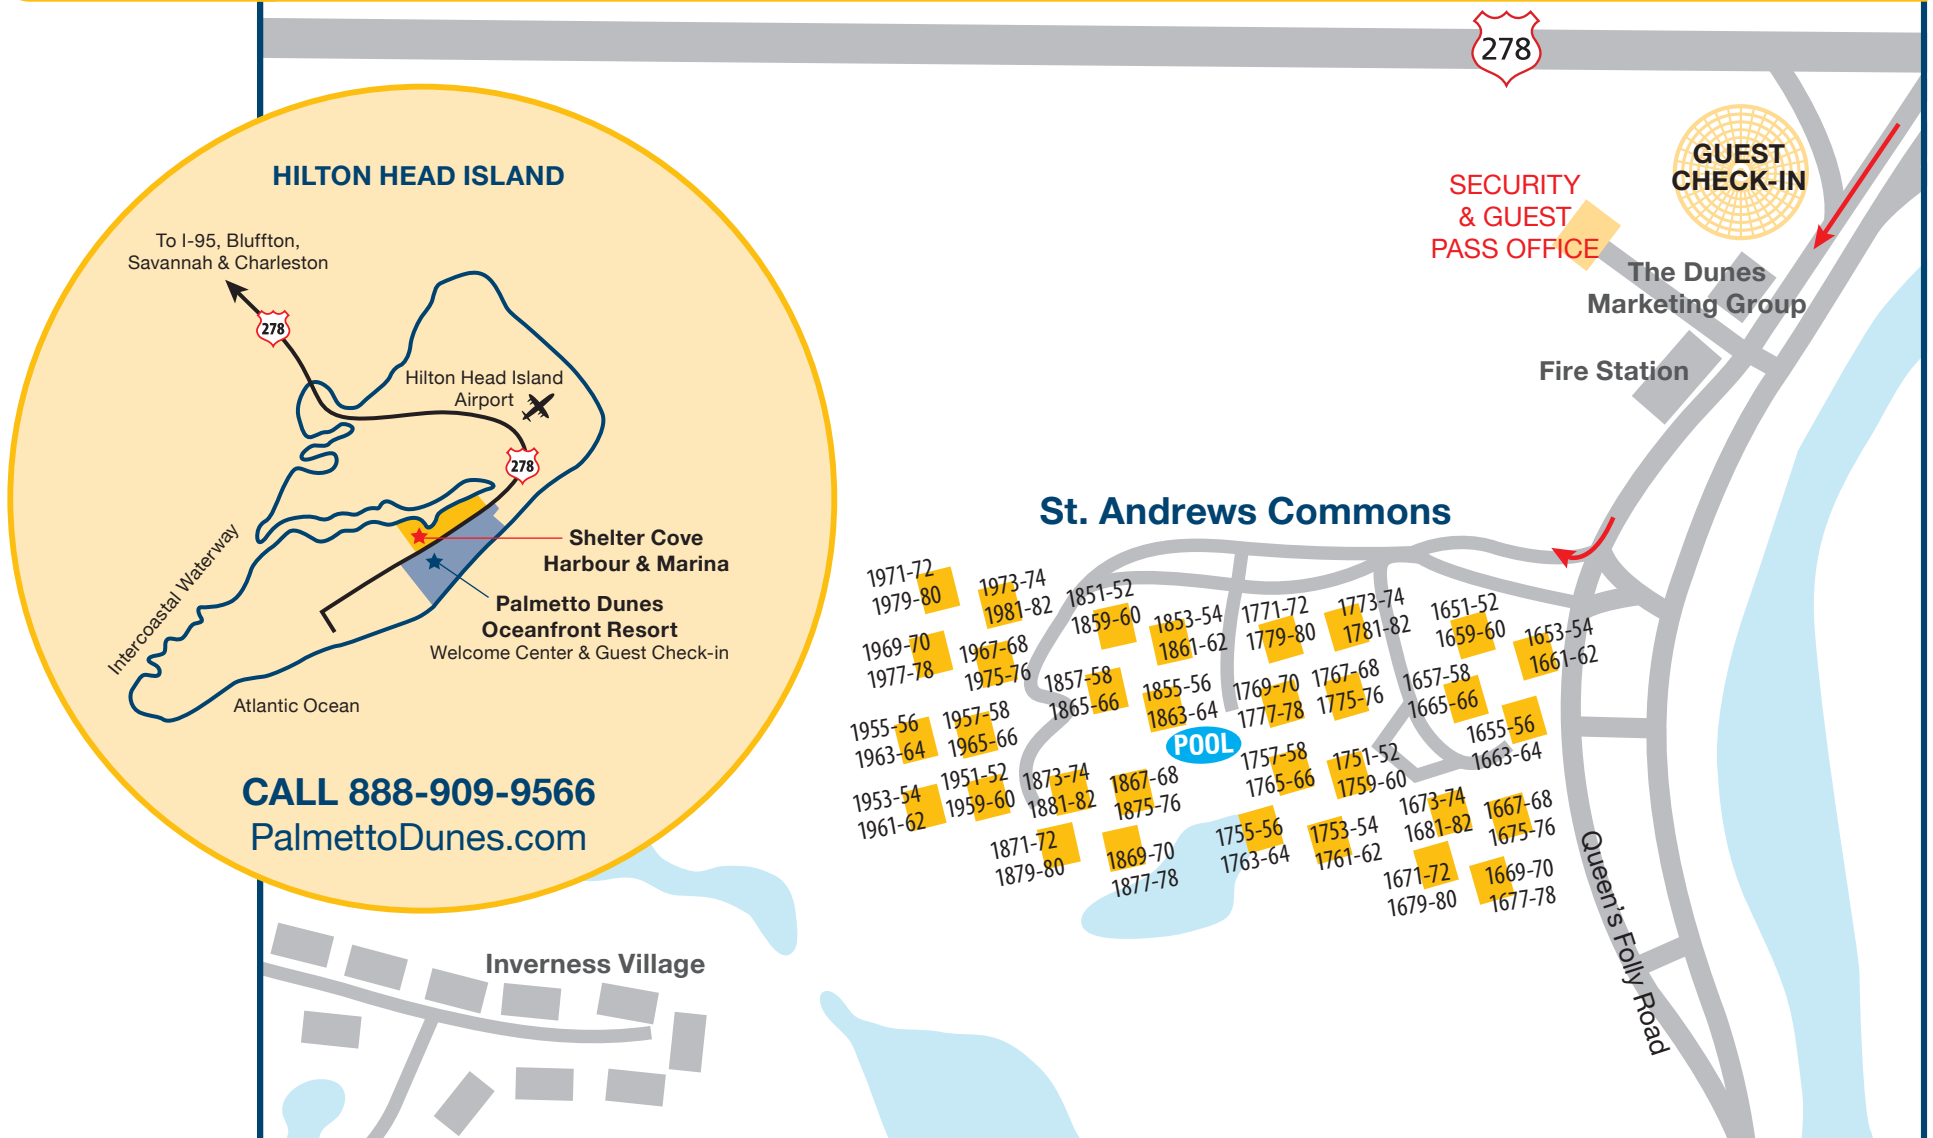 278
HILTON HEAD ISLAND
To I-95, Bluffton,
Savannah & Charleston
278
Hilton Head Island
Airport
278
Shelter Cove
Harbour & Marina
Palmetto Dunes
Oceanfront Resort
Welcome Center & Guest Check-in
Intercoastal Waterway
Atlantic Ocean
CALL 888-909-9566
PalmettoDunes.com
GUEST
CHECK-IN
SECURITY
& GUEST
PASS OFFICE
The Dunes
Marketing Group
Fire Station
St. Andrews Commons
1971-72
1979-80
1973-74
1981-82
1851-52
1859-60
1853-54
1861-62
1771-72
1779-80
1773-74
1781-82
1651-52
1659-60
1653-54
1661-62
1969-70
1977-78
1967-68
1975-76
1857-58
1865-66
1855-56
1863-64
1769-70
1777-78
1767-68
1775-76
1657-58
1665-66
1655-56
1663-64
1955-56
1963-64
1957-58
1965-66
POOL
1757-58
1765-66
1751-52
1759-60
1953-54
1961-62
1951-52
1959-60
1873-74
1881-82
1867-68
1875-76
1673-74
1681-82
1667-68
1675-76
1871-72
1879-80
1869-70
1877-78
1755-56
1763-64
1753-54
1761-62
1671-72
1679-80
1669-70
1677-78
Queen's Folly Road
Inverness Village